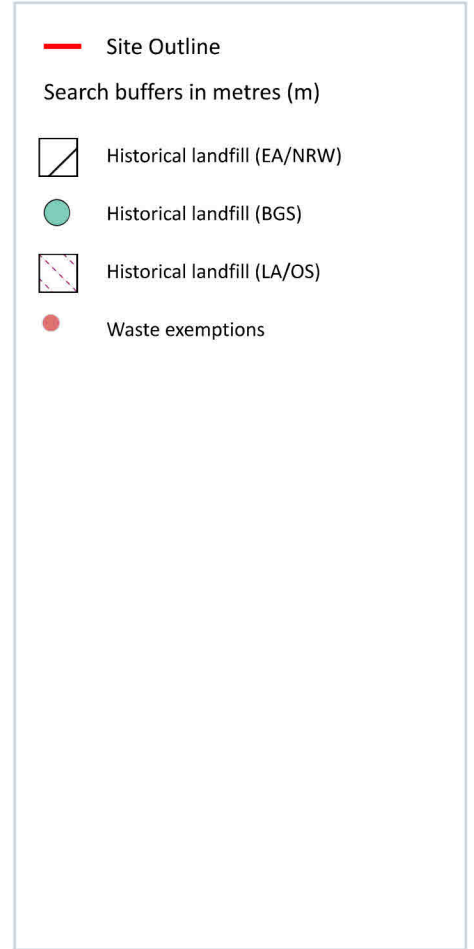 Site Outline
Search buffers in metres (m)
Historical landfill (EA/NRW)
Historical landfill (BGS)
Historical landfill (LA/OS)
Waste exemptions